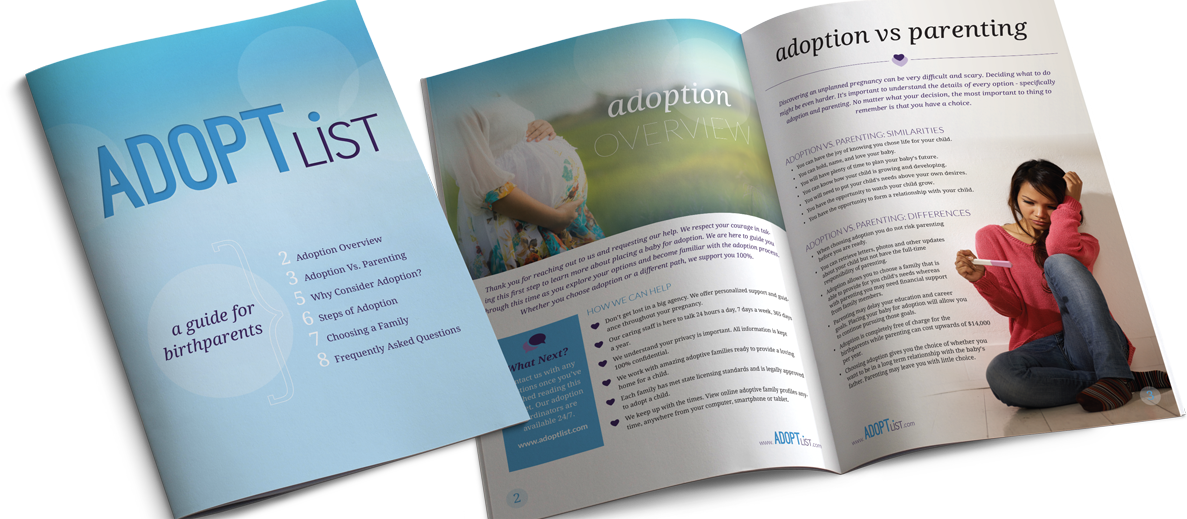 ADOPTLiST
a guide for
birthparents
2 Adoption Overview
3 Adoption Vs. Parenting
5 Why Consider Adoption?
6 Steps of Adoption
7 Choosing a Family
8 Frequently Asked Questions
adoption
OVERVIEW
Thank you for reaching out to us and requesting our help. We respect your courage in tak-
ing this first step to learn more about placing a baby for adoption. We are here to guide you
through this time as you explore your options and become familiar with the adoption process.
Whether you choose adoption or a different path, we support you 100%.
What Next?
us with any
once you've
reading this
Our adoption
are
available 24/7.
www.adoptlist.com
HOW WE CAN HELP
Don't get lost in a big agency. We offer personalized support and guid-
ance throughout your pregnancy.
Our caring staff is here to talk 24 hours a day, 7 days a week, 365 days
a year.
We understand your privacy is important. All information is kept
100% confidential.
We work with amazing adoptive families ready to provide a loving
home for a child.
Each family has met state licensing standards and is legally approved
to adopt a child.
We keep up with the times. View online adoptive family profiles any-
time, anywhere from your computer, smartphone or tablet.
www.ADOPTLiST.com
2
adoption vs parenting
Discovering an unplanned pregnancy can be very difficult and scary. Deciding what to do
might be even harder. It's important to understand the details of every option - specifically
adoption and parenting. No matter what your decision, the most important to thing to
remember is that you have a choice.
ADOPTION VS. PARENTING: SIMILARITIES
• You can have the joy of knowing you chose life for your child.
• You can hold, name, and love your baby.
• You will have plenty of time to plan your baby's future.
• You can know how your child is growing and developing.
• You will need to put your child's needs above your own desires.
• You have the opportunity to watch your child grow.
• You have the opportunity to form a relationship with your child.
ADOPTION VS. PARENTING: DIFFERENCES
• When choosing adoption you do not risk parenting
before you are ready.
• You can retrieve letters, photos and other updates
about your child but not have the full-time
responsibility of parenting.
• Adoption allows you to choose a family that is
able to provide for you child's needs whereas
with parenting you may need financial support
from family members.
• Parenting may delay your education and career
goals. Placing your baby for adoption will allow you
to continue pursuing those goals.
• Adoption is completely free of charge for the
birthparents while parenting can cost upwards of $14,000
per year.
• Choosing adoption gives you the choice of whether you
want to be in a long term relationship with the baby's
father. Parenting may leave you with little choice.
www.ADOPTLiST.com